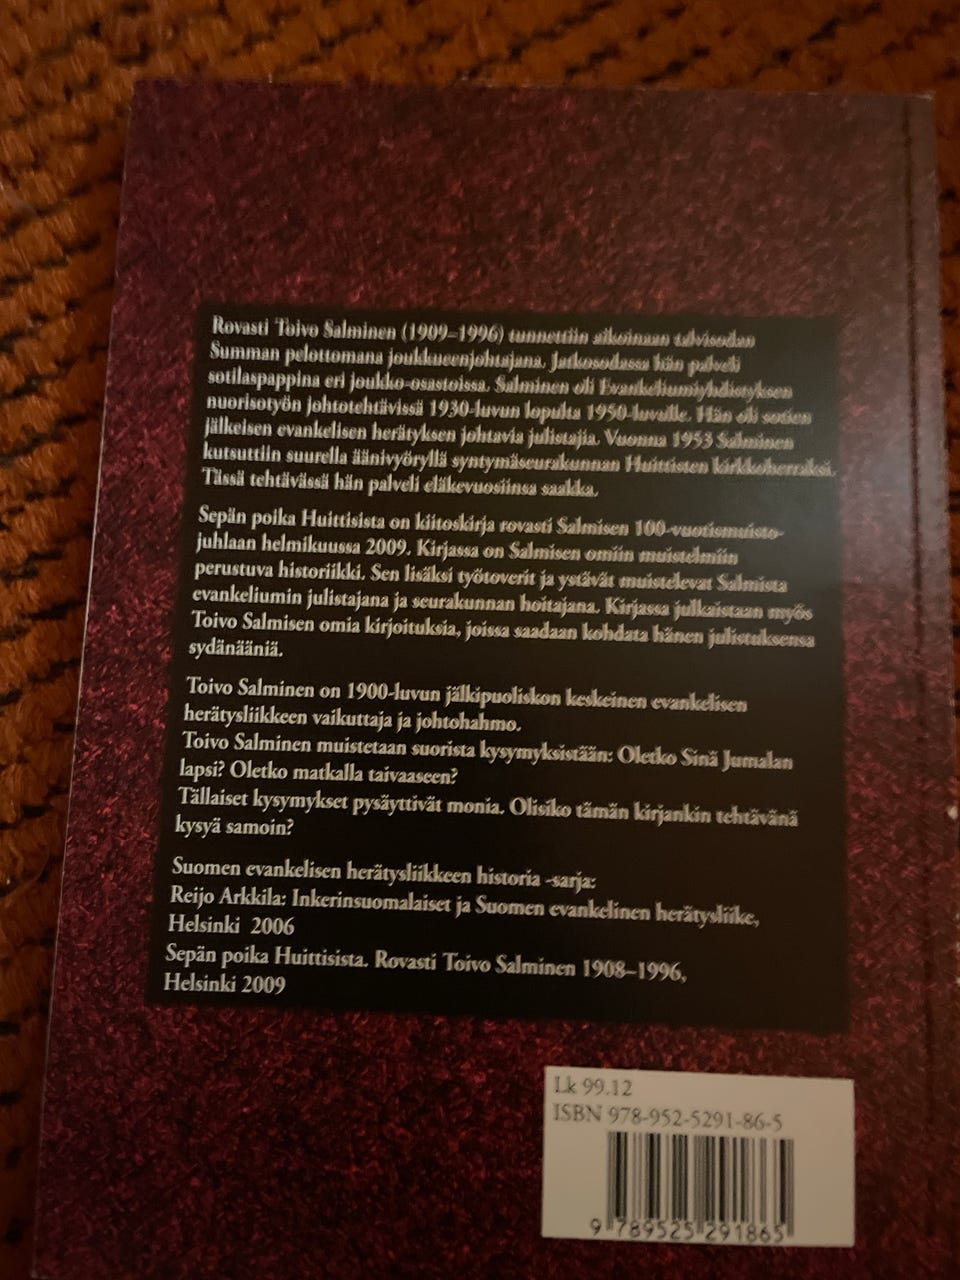 Rovasti Toivo Salminen (1909–1996) tunnettiin aikoinaan talvisodan
Summan pelottomana joukkueenjohtajana. Jatkosodassa hän palveli
sotilaspappina eri joukko-osastoissa. Salminen oli Evankeliumiyhdistyksen
nuorisotyön johtotehtävissä 1930-luvun lopulta 1950-luvulle. Hän oli sotien
jälkeisen evankelisen herätyksen johtavia julistajia. Vuonna 1953 Salminen
kutsuttiin suurella äänivyöryllä syntymäseurakunnan Huittisten kirkkoherraksi.
Tässä tehtävässä hän palveli eläkevuosiinsa saakka.
Sepän poika Huittisista on kiitoskirja rovasti Salmisen 100-vuotismuisto-
juhlaan helmikuussa 2009. Kirjassa on Salmisen omiin muistelmiin
perustuva historiikki. Sen lisäksi työtoverit ja ystävät muistelevat Salmista
evankeliumin julistajana ja seurakunnan hoitajana. Kirjassa julkaistaan myös
Toivo Salmisen omia kirjoituksia, joissa saadaan kohdata hänen julistuksensa
sydänääniä.
Toivo Salminen on 1900-luvun jälkipuoliskon keskeinen evankelisen
herätysliikkeen vaikuttaja ja johtohahmo.
Toivo Salminen muistetaan suorista kysymyksistään: Oletko Sinä Jumalan
lapsi? Oletko matkalla taivaaseen?
Tällaiset kysymykset pysäyttivät monia. Olisiko tämän kirjankin tehtävänä
kysyä samoin?
Suomen evankelisen herätysliikkeen historia -sarja:
Reijo Arkkila: Inkerinsuomalaiset ja Suomen evankelinen herätysliike,
Helsinki 2006
Sepän poika Huittisista. Rovasti Toivo Salminen 1908–1996,
Helsinki 2009
Lk 99.12
ISBN 978-952-5291-86-5
9 789525 291865